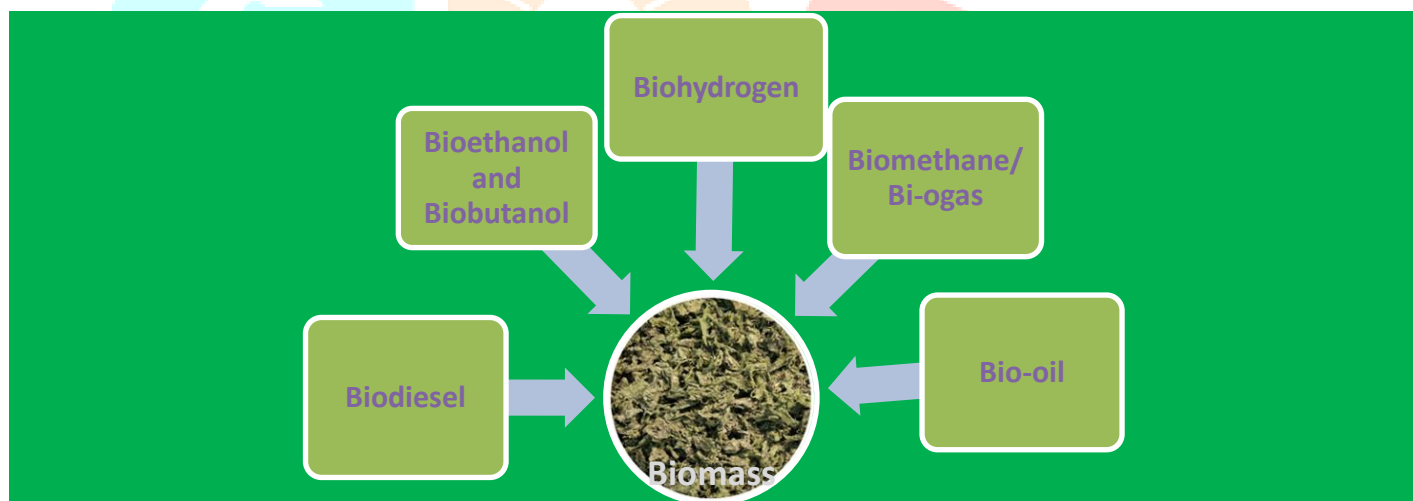 Biohydrogen
Bioethanol
and
Biobutanol
Biomethane/
Bi-ogas
Biodiesel
Bio-oil
Biomass